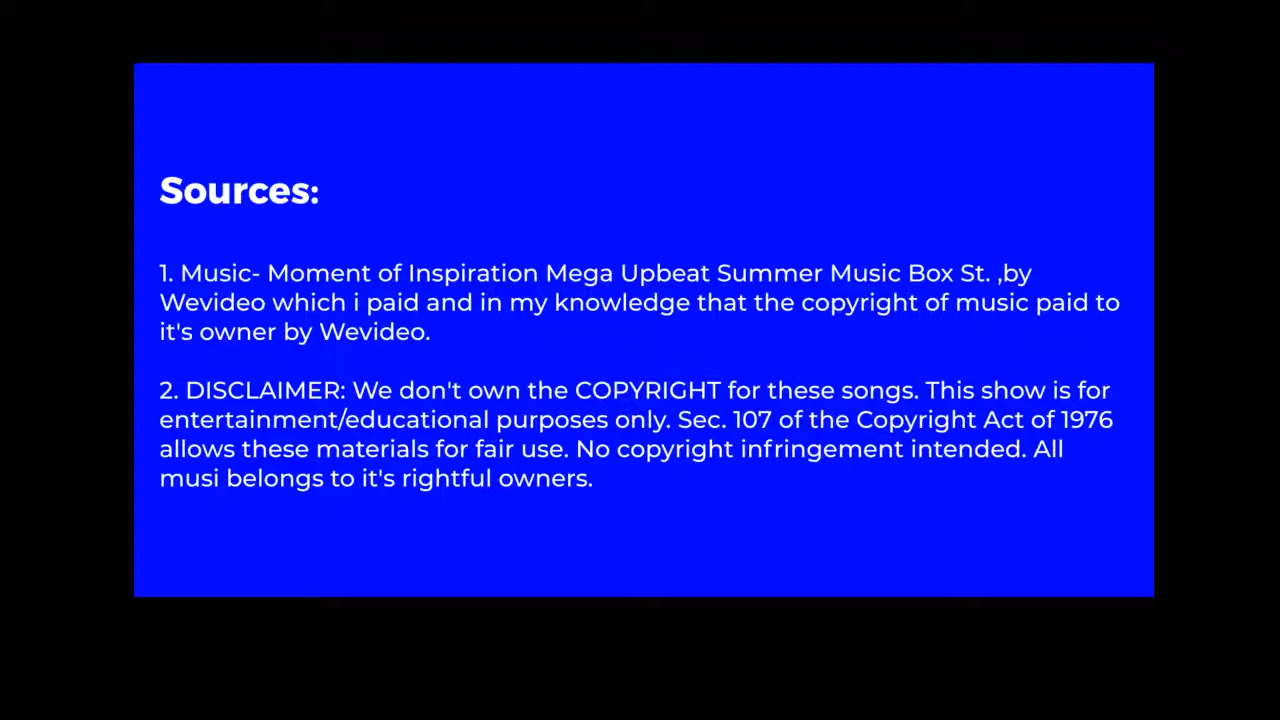 Sources:
1. Music- Moment of Inspiration Mega Upbeat Summer Music Box St. ,by
Wevideo which i paid and in my knowledge that the copyright of music paid to
it's owner by Wevideo.
2. DISCLAIMER: We don't own the COPYRIGHT for these songs. This show is for
entertainment/educational purposes only. Sec. 107 of the Copyright Act of 1976
allows these materials for fair use. No copyright infringement intended. All
musi belongs to it's rightful owners.